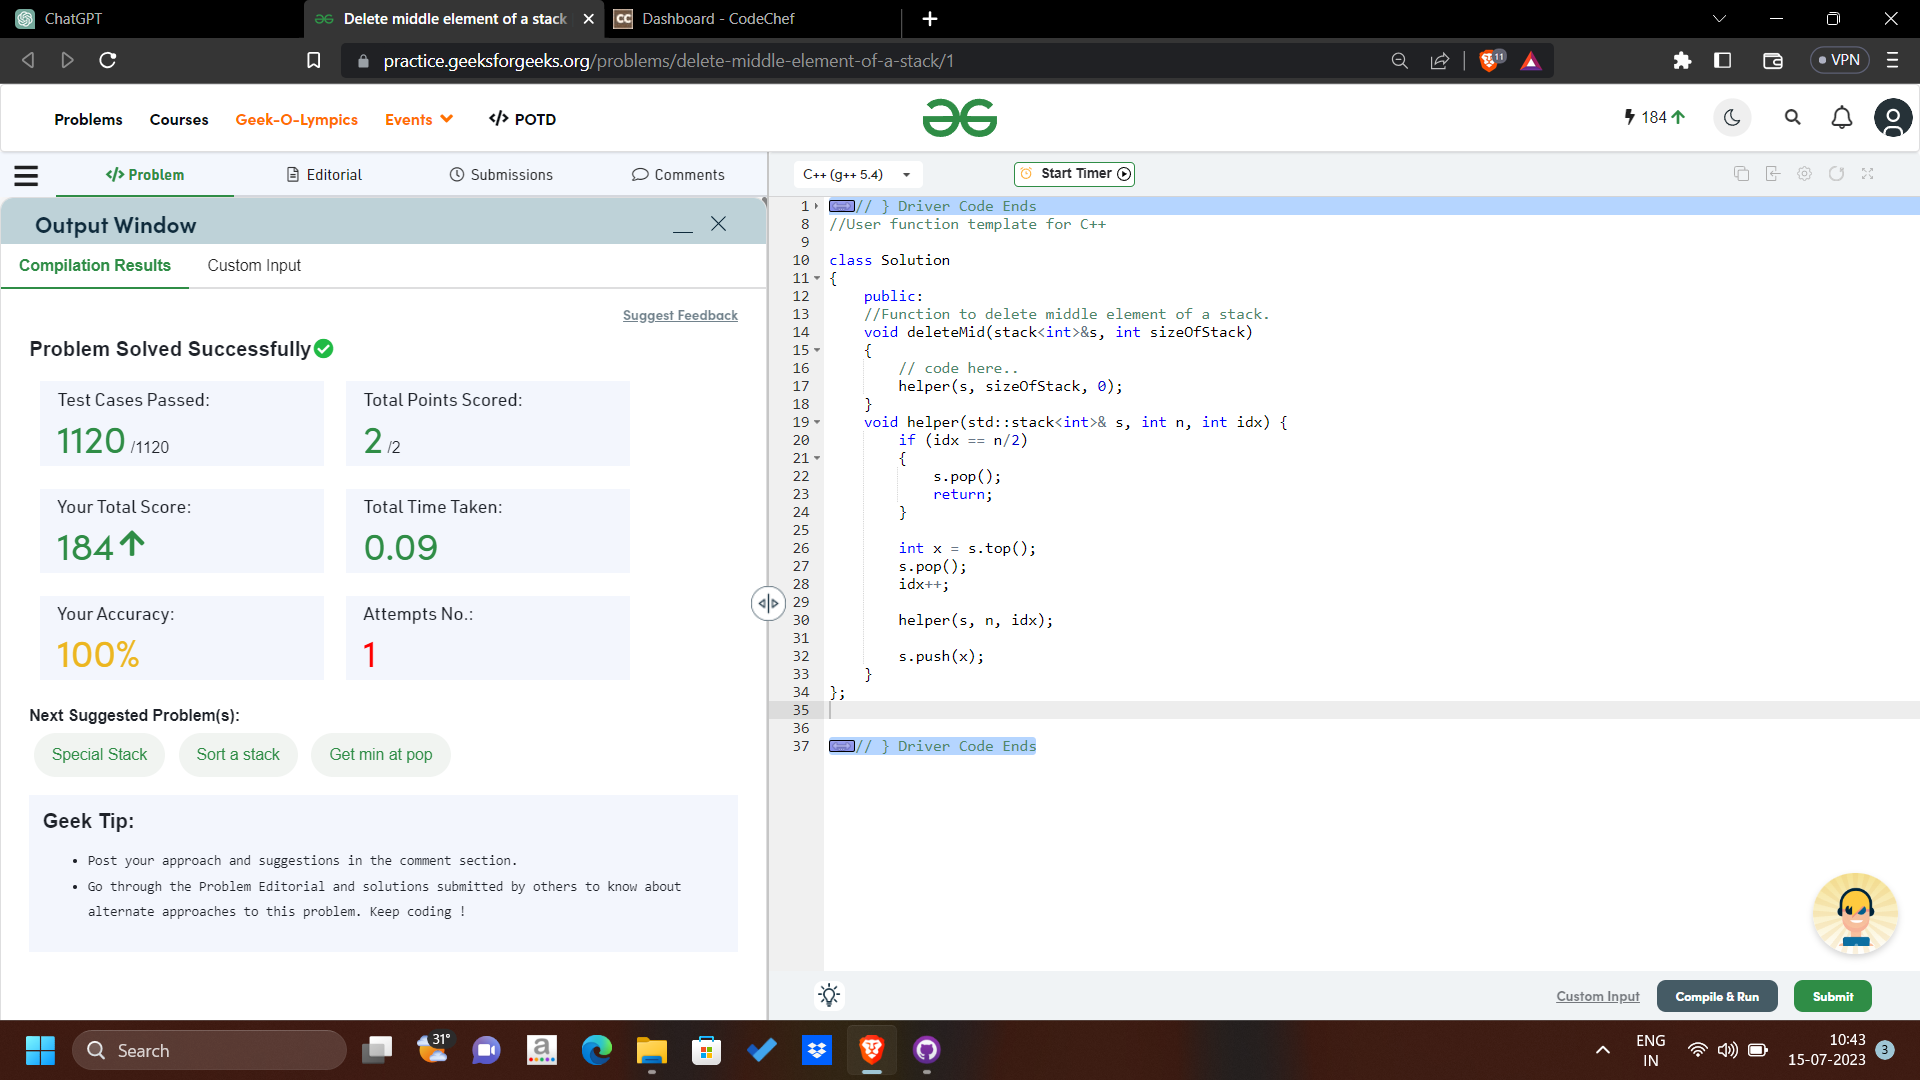 ChatGPT
Delete middle element of a stack
CC Dashboard - CodeChef
practice.geeksforgeeks.org/problems/delete-middle-element-of-a-stack/1
11
VPN
Problems Courses Geek-O-Lympics Events </> POTD
184
</> Problem Editorial Submissions Comments
C++ (g++ 5.4) Start Timer
Output Window
Compilation Results Custom Input
Suggest Feedback
Problem Solved Successfully
Test Cases Passed:
1120 /1120
Total Points Scored:
2 /2
Your Total Score:
184
Total Time Taken:
0.09
Your Accuracy:
100%
Attempts No.:
1
Next Suggested Problem(s):
Special Stack Sort a stack Get min at pop
Geek Tip:
• Post your approach and suggestions in the comment section.
• Go through the Problem Editorial and solutions submitted by others to know about
alternate approaches to this problem. Keep coding !
1 // } Driver Code Ends
8 //User function template for C++
9
10 class Solution
11 {
12 public:
13 //Function to delete middle element of a stack.
14 void deleteMid(stack<int>&s, int sizeOfStack)
15 {
16 // code here..
17 helper(s, sizeOfStack, 0);
18 }
19 void helper(std::stack<int>& s, int n, int idx) {
20 if (idx == n/2)
21 {
22 s.pop();
23 return;
24 }
25
26 int x = s.top();
27 s.pop();
28 idx++;
29
30 helper(s, n, idx);
31
32 s.push(x);
33 }
34 };
35
36
37 // } Driver Code Ends
Custom Input Compile & Run Submit
Search
31°
a
ENG
IN
10:43
15-07-2023
3